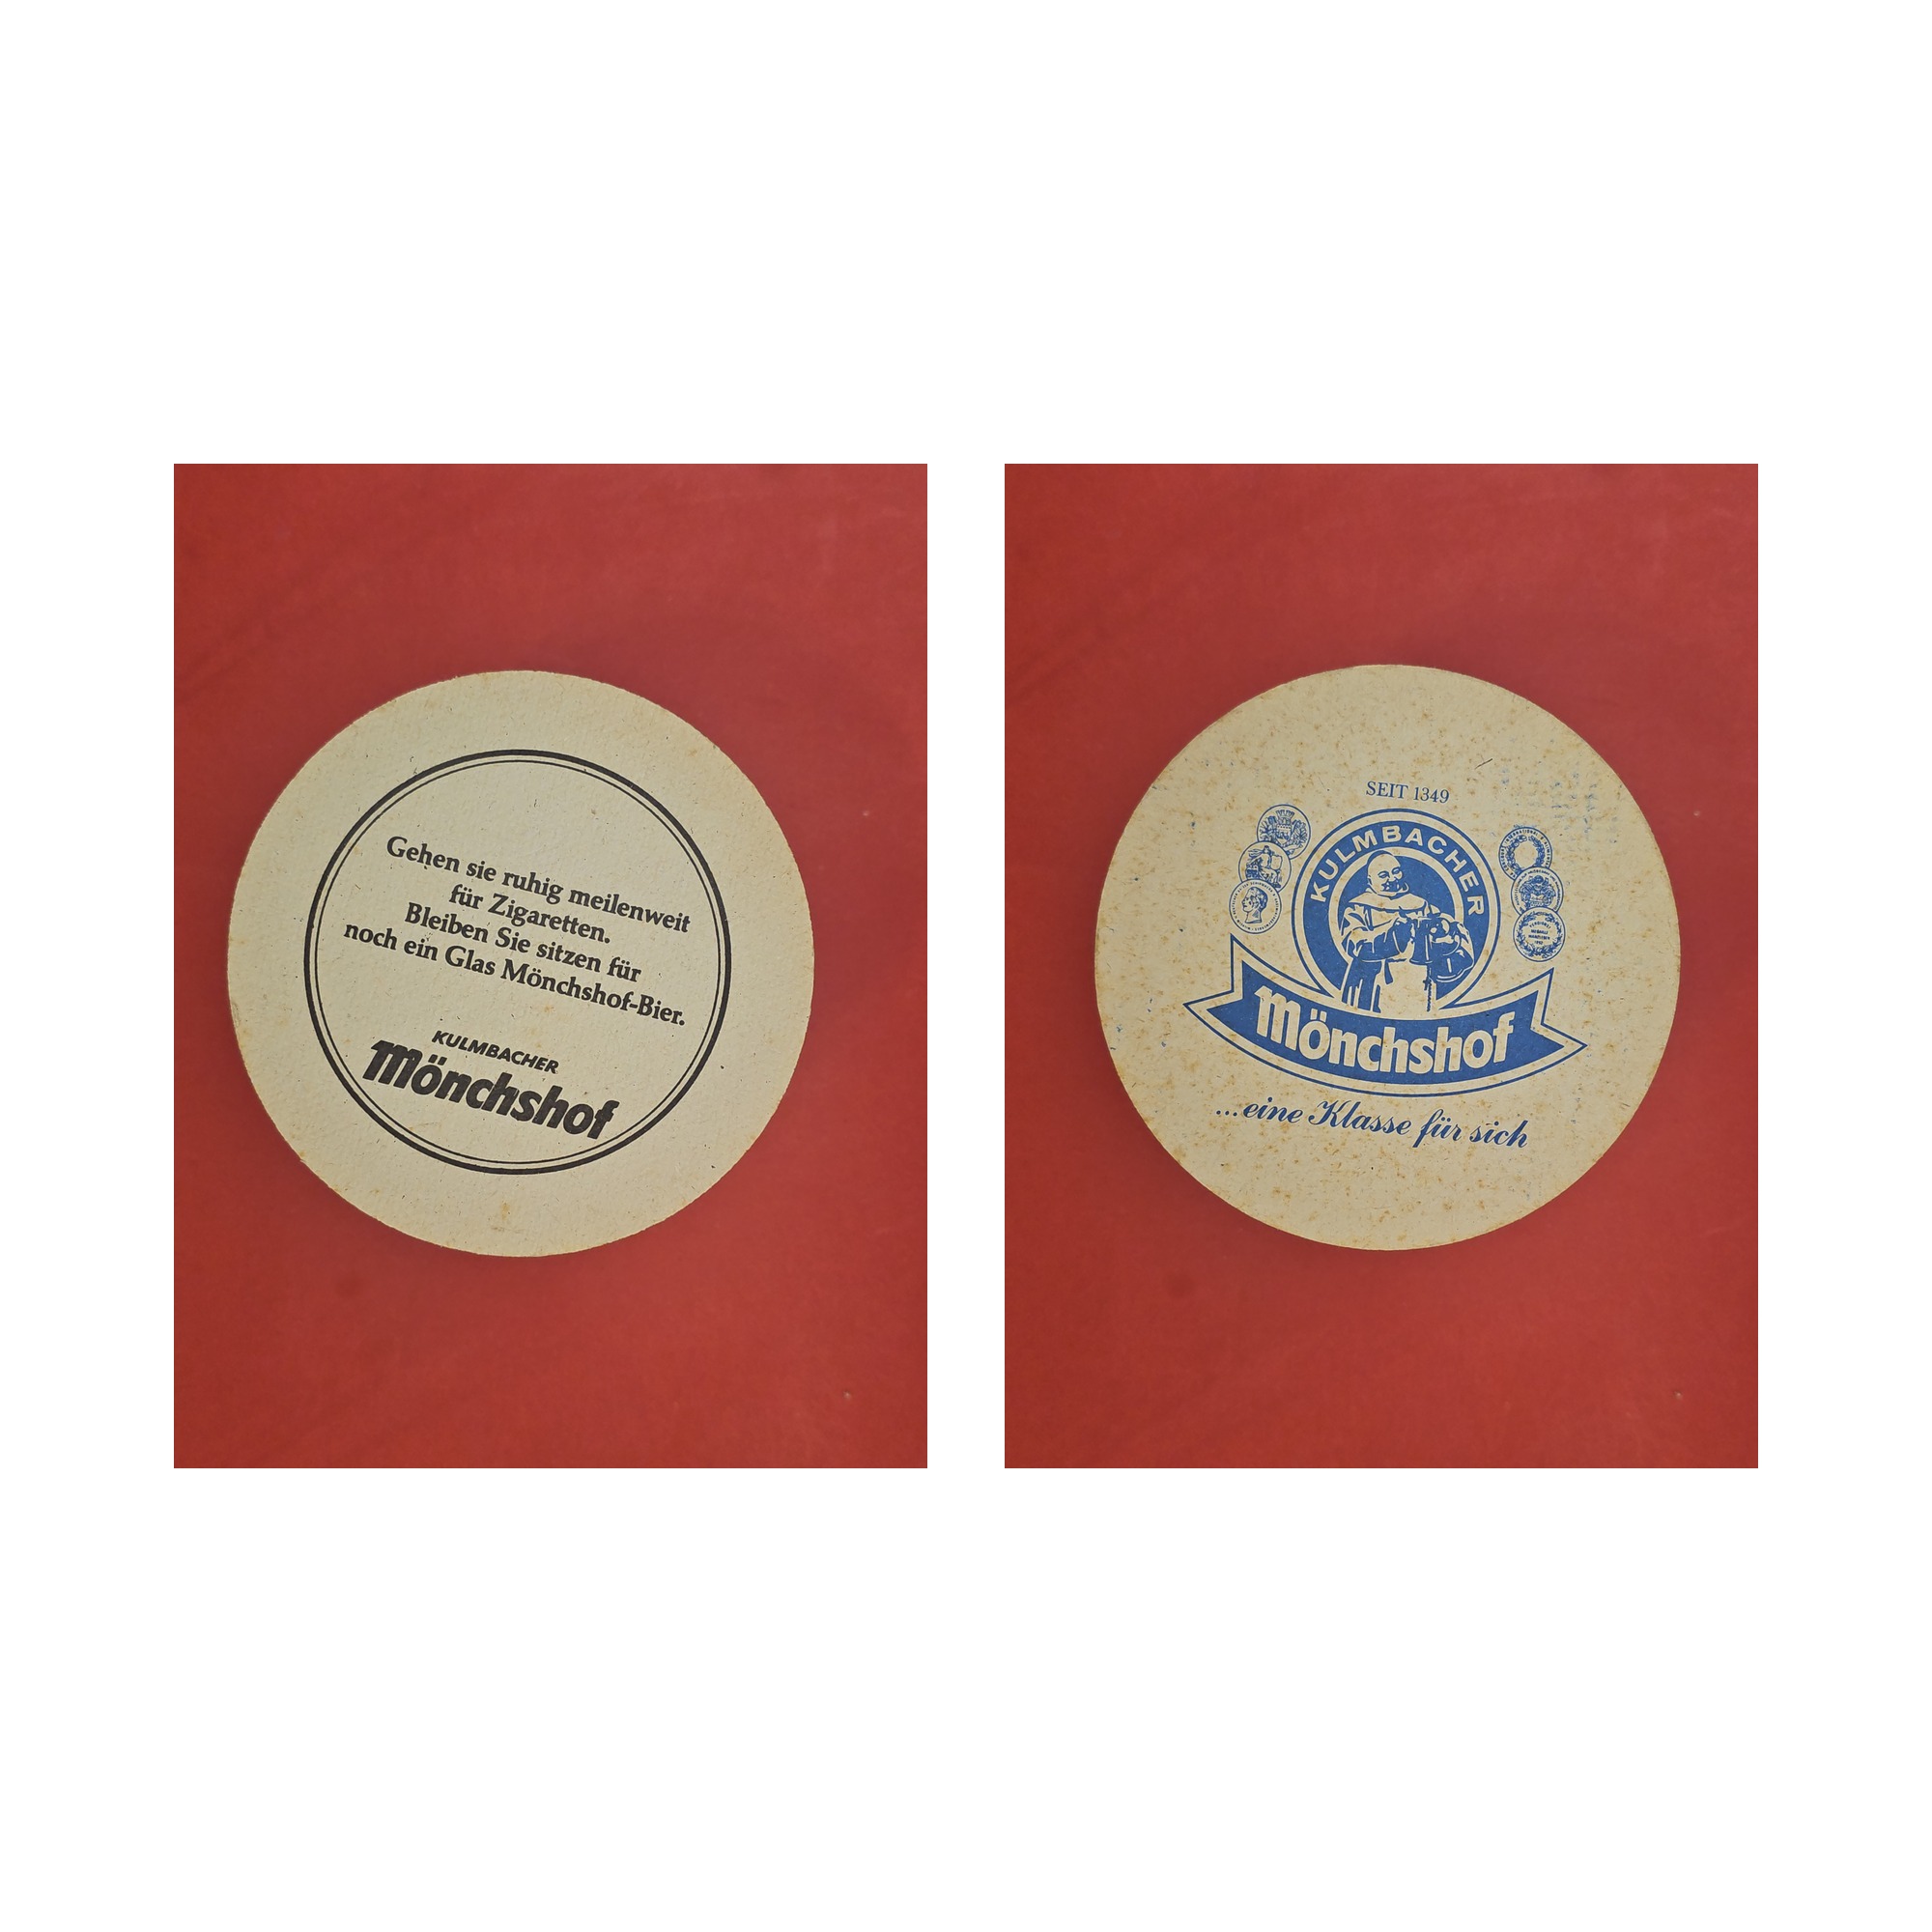 Gehen sie ruhig meilenweit
für Zigaretten.
Bleiben Sie sitzen für
noch ein Glas Mönchshof-Bier.
KULMBACHER
Mönchshof
SEIT 1349
KULMBACHER
Mönchshof
...eine Klasse für sich